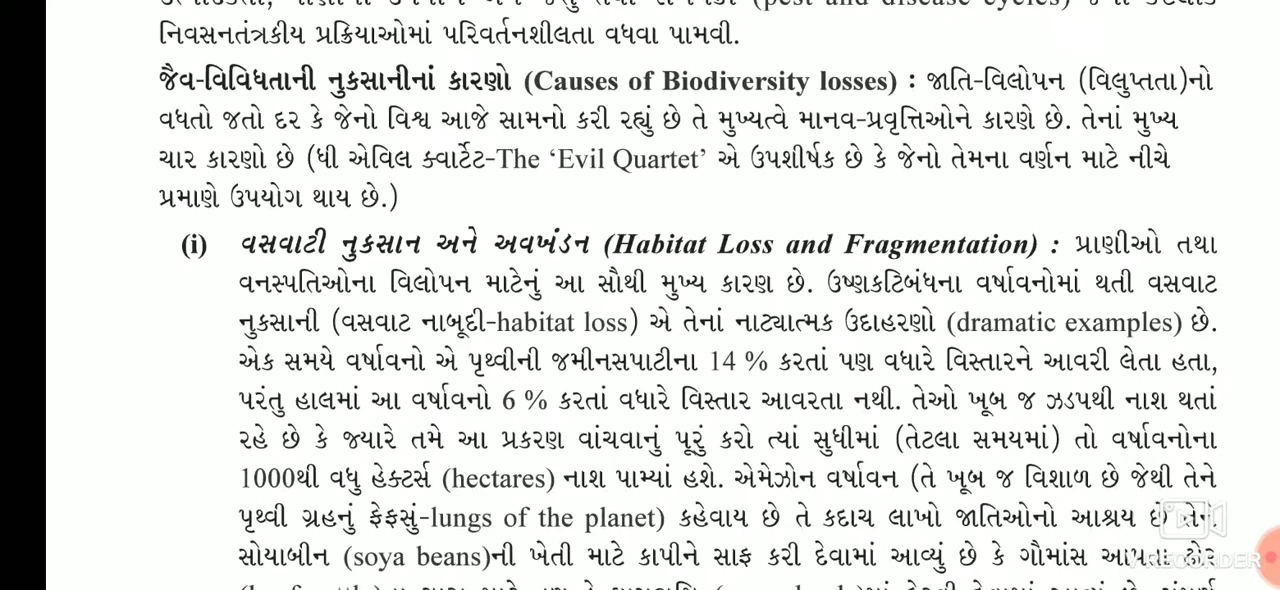 નિવસનતંત્રકીય પ્રક્રિયાઓમાં પરિવર્તનશીલતા વધવા પામવી.
જૈવ-વિવિધતાની નુકસાનીનાં કારણો (Causes of Biodiversity losses) : જાતિ-વિલોપન (વિલુપ્તતા)નો
વધતો જતો દર કે જેનો વિશ્વ આજે સામનો કરી રહ્યું છે તે મુખ્યત્વે માનવ-પ્રવૃત્તિઓને કારણે છે. તેનાં મુખ્ય
ચાર કારણો છે (ધી એવિલ ક્વાર્ટેટ-The ‘Evil Quartet’ એ ઉપશીર્ષક છે કે જેનો તેમના વર્ણન માટે નીચે
પ્રમાણે ઉપયોગ થાય છે.)
(i) વસવાટી નુકસાન અને અવખંડન (Habitat Loss and Fragmentation) : પ્રાણીઓ તથા
વનસ્પતિઓના વિલોપન માટેનું આ સૌથી મુખ્ય કારણ છે. ઉષ્ણકટિબંધના વર્ષાવનોમાં થતી વસવાટ
નુકસાની (વસવાટ નાબૂદી-habitat loss) એ તેનાં નાટ્યાત્મક ઉદાહરણો (dramatic examples) છે.
એક સમયે વર્ષાવનો એ પૃથ્વીની જમીનસપાટીના 14 % કરતાં પણ વધારે વિસ્તારને આવરી લેતા હતા,
પરંતુ હાલમાં આ વર્ષાવનો 6 % કરતાં વધારે વિસ્તાર આવરતા નથી. તેઓ ખૂબ જ ઝડપથી નાશ થતાં
રહે છે કે જ્યારે તમે આ પ્રકરણ વાંચવાનું પૂરું કરો ત્યાં સુધીમાં (તેટલા સમયમાં) તો વર્ષાવનોના
1000થી વધુ હેક્ટર્સ (hectares) નાશ પામ્યાં હશે. એમેઝોન વર્ષાવન (તે ખૂબ જ વિશાળ છે જેથી તેને
પૃથ્વી ગ્રહનું ફેફસું-lungs of the planet) કહેવાય છે તે કદાચ લાખો જાતિઓનો આશ્રય છે તેને
સોયાબીન (soya beans)ની ખેતી માટે કાપીને સાફ કરી દેવામાં આવ્યું છે કે ગૌમાંસ આપતાં ઢોર
RECORDER